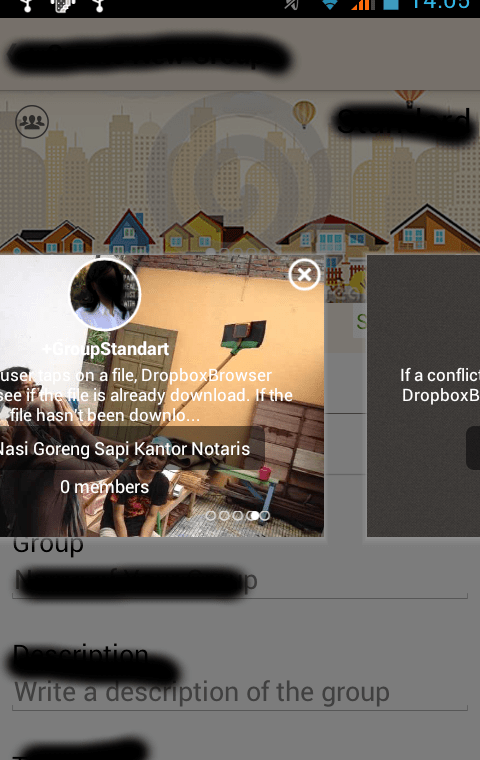 14:05
Standard
+GroupStandart
user taps on a file, DropboxBrowser
see if the file is already download. If the
file hasn't been downlo...
Nasi Goreng Sapi Kantor Notaris
0 members
If a conflict
DropboxB
S
Group
Description
Write a description of the group